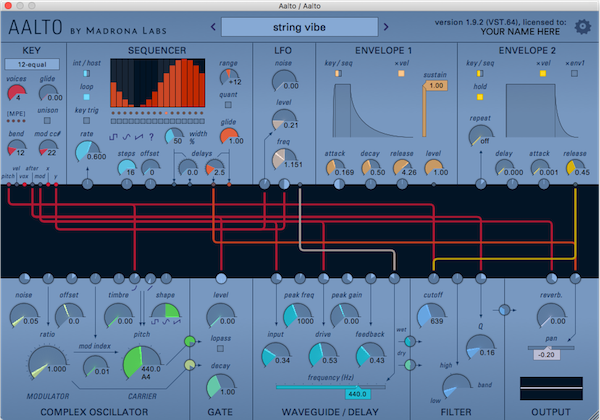 Aalto / Aalto
AALTO BY MADRONA LABS
string vibe
version 1.9.2 (VST.64), licensed to:
YOUR NAME HERE
KEY
SEQUENCER
LFO
ENVELOPE 1
ENVELOPE 2
12-equal
int / host
range
noise
key / seq
×vel
key / seq
×vel
×env1
voices
glide
loop
+12
0.00
sustain
hold
4
0.00
quant
1.00
[MPE]
unison
key trig
level
repeat
bend
mod cc#
rate
width
glide
0.21
off
12
22
0.600
50
%
1.00
freq
steps
offset
delays
1.151
attack
decay
release
level
delay
attack
release
16
0
0.0
2.5
0.169
0.50
4.26
1.00
0.000
0.001
0.45
vel
after
x
pitch
vox
mod
y
noise
offset
timbre
shape
level
peak freq
peak gain
cutoff
reverb
0.05
0.0
0.00
0.00
1000
0.00
639
0.00
ratio
mod index
pitch
lopass
input
drive
feedback
wet
Q
pan
1.000
0.01
440.0
A4
decay
0.34
0.53
0.43
dry
0.16
-0.20
1.00
frequency (Hz)
high
band
MODULATOR
CARRIER
440.0
low
COMPLEX OSCILLATOR
GATE
WAVEGUIDE / DELAY
FILTER
OUTPUT